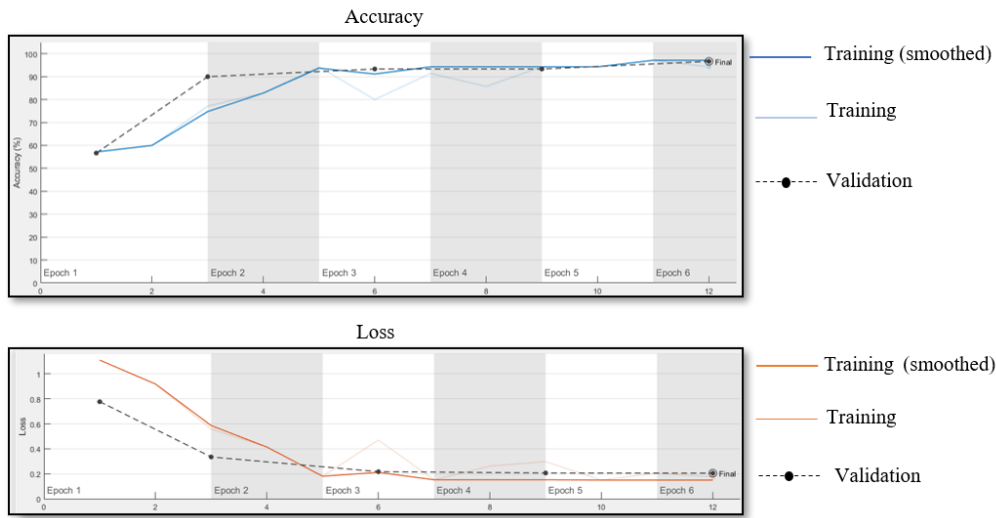 Accuracy
100
90
80
70
60
50
40
30
20
10
0
Accuracy (%)
Final
Epoch 1 Epoch 2 Epoch 3 Epoch 4 Epoch 5 Epoch 6
0 2 4 6 8 10 12
Training (smoothed)
Training
Validation
Loss
1
0.8
0.6
0.4
0.2
0
Loss
Final
Epoch 1 Epoch 2 Epoch 3 Epoch 4 Epoch 5 Epoch 6
0 2 4 6 8 10 12
Training (smoothed)
Training
Validation